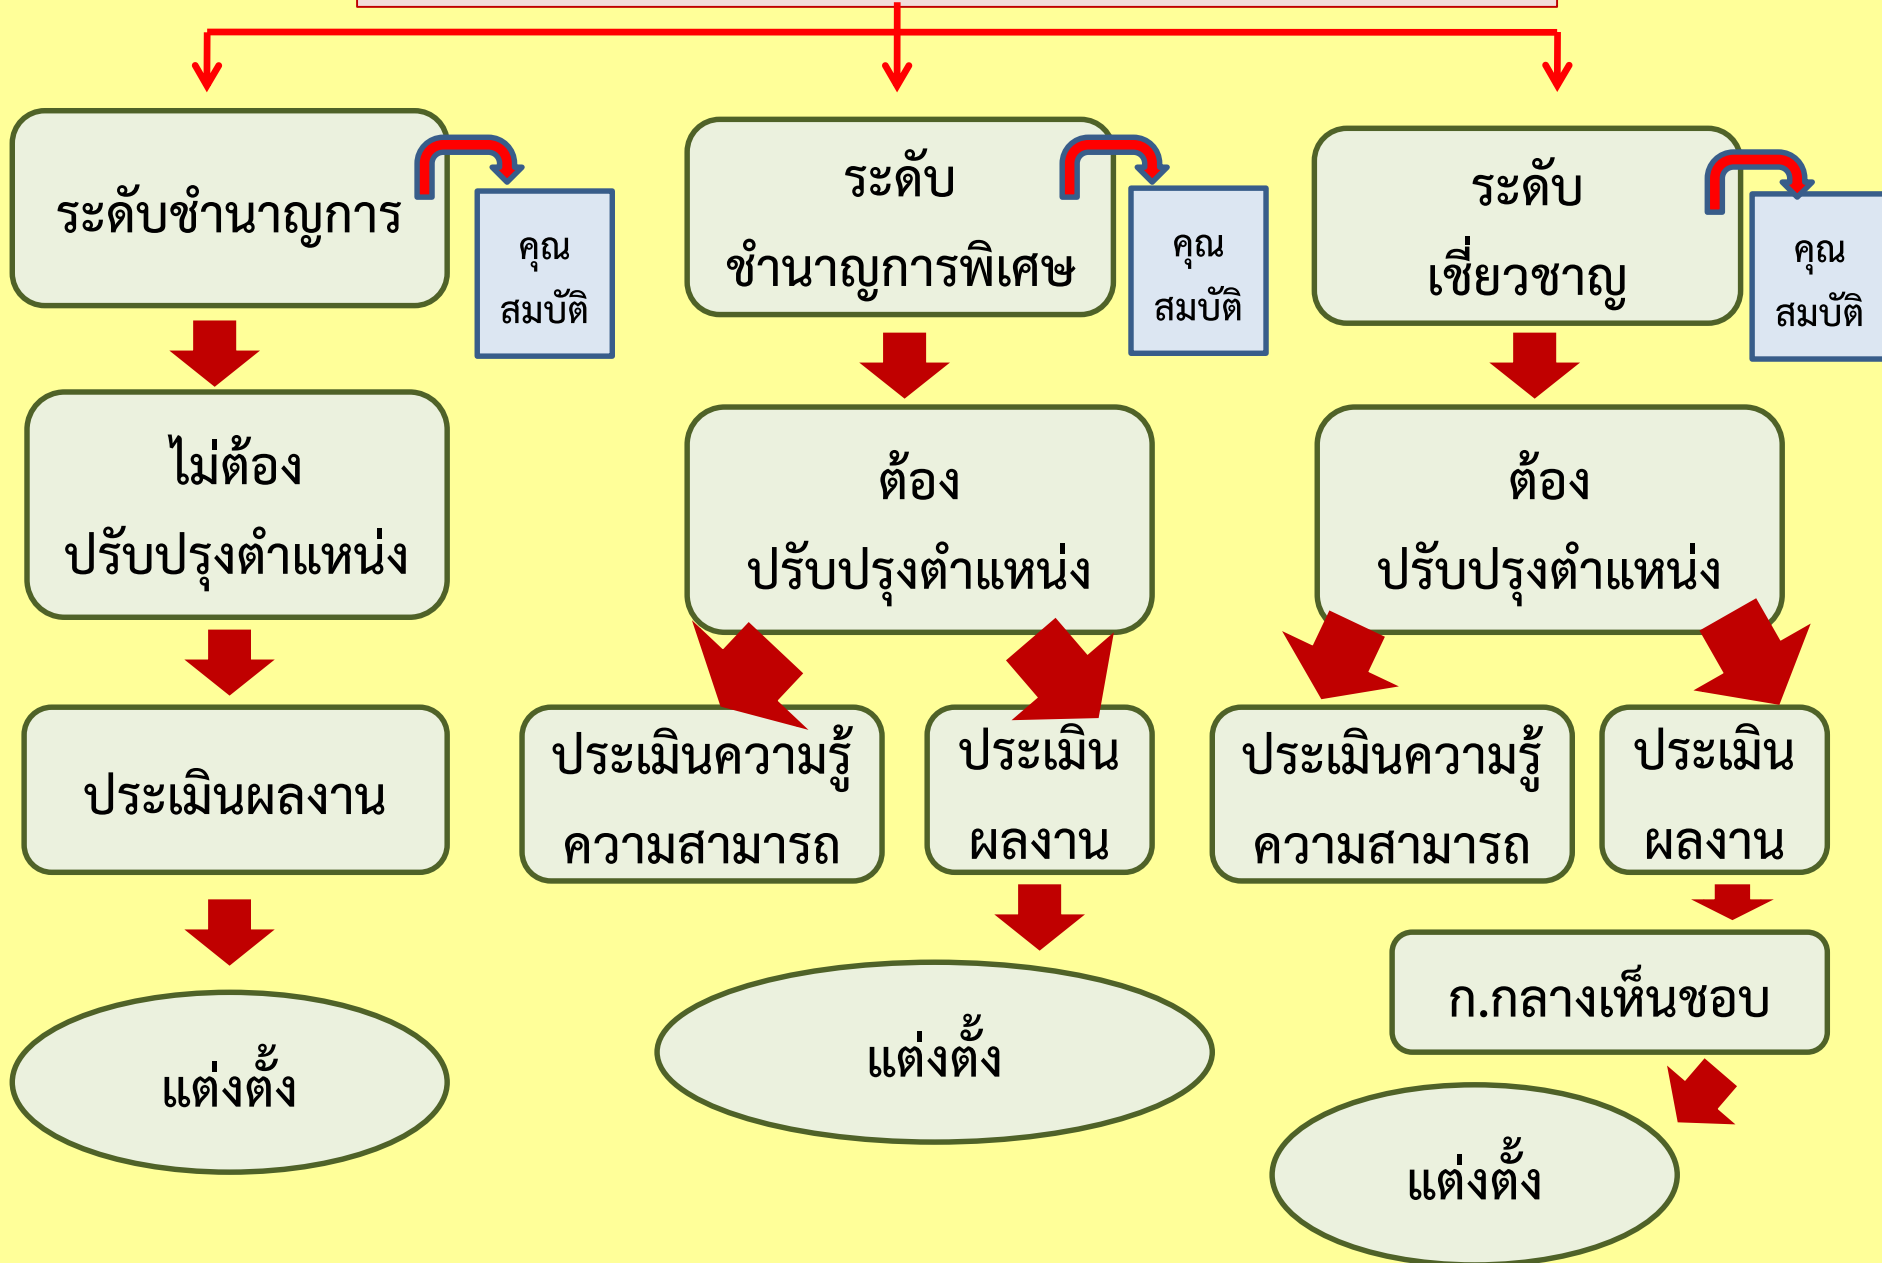 ระดับชำนาญการ
คุณ
สมบัติ
ระดับ
ชำนาญการพิเศษ
คุณ
สมบัติ
ระดับ
เชี่ยวชาญ
คุณ
สมบัติ
ไม่ต้อง
ปรับปรุงตำแหน่ง
ต้อง
ปรับปรุงตำแหน่ง
ต้อง
ปรับปรุงตำแหน่ง
ประเมินผลงาน
ประเมินความรู้
ความสามารถ
ประเมิน
ผลงาน
ประเมินความรู้
ความสามารถ
ประเมิน
ผลงาน
ก.กลางเห็นชอบ
แต่งตั้ง
แต่งตั้ง
แต่งตั้ง